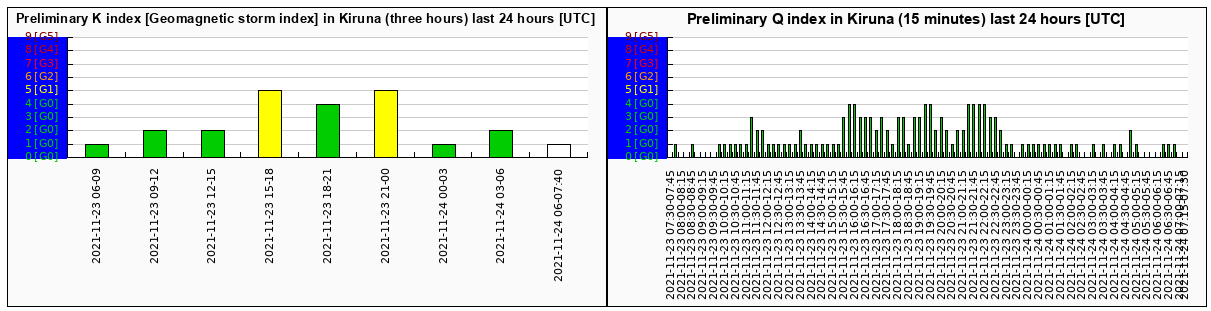 Preliminary K index [Geomagnetic storm index] in Kiruna (three hours) last 24 hours [UTC]
9 [G5]
8 [G4]
7 [G3]
6 [G2]
5 [G1]
4 [G0]
3 [G0]
2 [G0]
1 [G0]
0 [G0]
2021-11-23 06-09
2021-11-23 09-12
2021-11-23 12-15
2021-11-23 15-18
2021-11-23 18-21
2021-11-23 21-00
2021-11-24 00-03
2021-11-24 03-06
2021-11-24 06-07:40
Preliminary Q index in Kiruna (15 minutes) last 24 hours [UTC]
9 [G5]
8 [G4]
7 [G3]
6 [G2]
5 [G1]
4 [G0]
3 [G0]
2 [G0]
1 [G0]
0 [G0]
2021-11-23 07:30-07:45
2021-11-23 08:00-08:15
2021-11-23 08:30-08:45
2021-11-23 09:00-09:15
2021-11-23 09:30-09:45
2021-11-23 10:00-10:15
2021-11-23 10:30-10:45
2021-11-23 11:00-11:15
2021-11-23 11:30-11:45
2021-11-23 12:00-12:15
2021-11-23 12:30-12:45
2021-11-23 13:00-13:15
2021-11-23 13:30-13:45
2021-11-23 14:00-14:15
2021-11-23 14:30-14:45
2021-11-23 15:00-15:15
2021-11-23 15:30-15:45
2021-11-23 16:00-16:15
2021-11-23 16:30-16:45
2021-11-23 17:00-17:15
2021-11-23 17:30-17:45
2021-11-23 18:00-18:15
2021-11-23 18:30-18:45
2021-11-23 19:00-19:15
2021-11-23 19:30-19:45
2021-11-23 20:00-20:15
2021-11-23 20:30-20:45
2021-11-23 21:00-21:15
2021-11-23 21:30-21:45
2021-11-23 22:00-22:15
2021-11-23 22:30-22:45
2021-11-23 23:00-23:15
2021-11-23 23:30-23:45
2021-11-24 00:00-00:15
2021-11-24 00:30-00:45
2021-11-24 01:00-01:15
2021-11-24 01:30-01:45
2021-11-24 02:00-02:15
2021-11-24 02:30-02:45
2021-11-24 03:00-03:15
2021-11-24 03:30-03:45
2021-11-24 04:00-04:15
2021-11-24 04:30-04:45
2021-11-24 05:00-05:15
2021-11-24 05:30-05:45
2021-11-24 06:00-06:15
2021-11-24 06:30-06:45
2021-11-24 07:00-07:15
2021-11-24 07:15-07:30